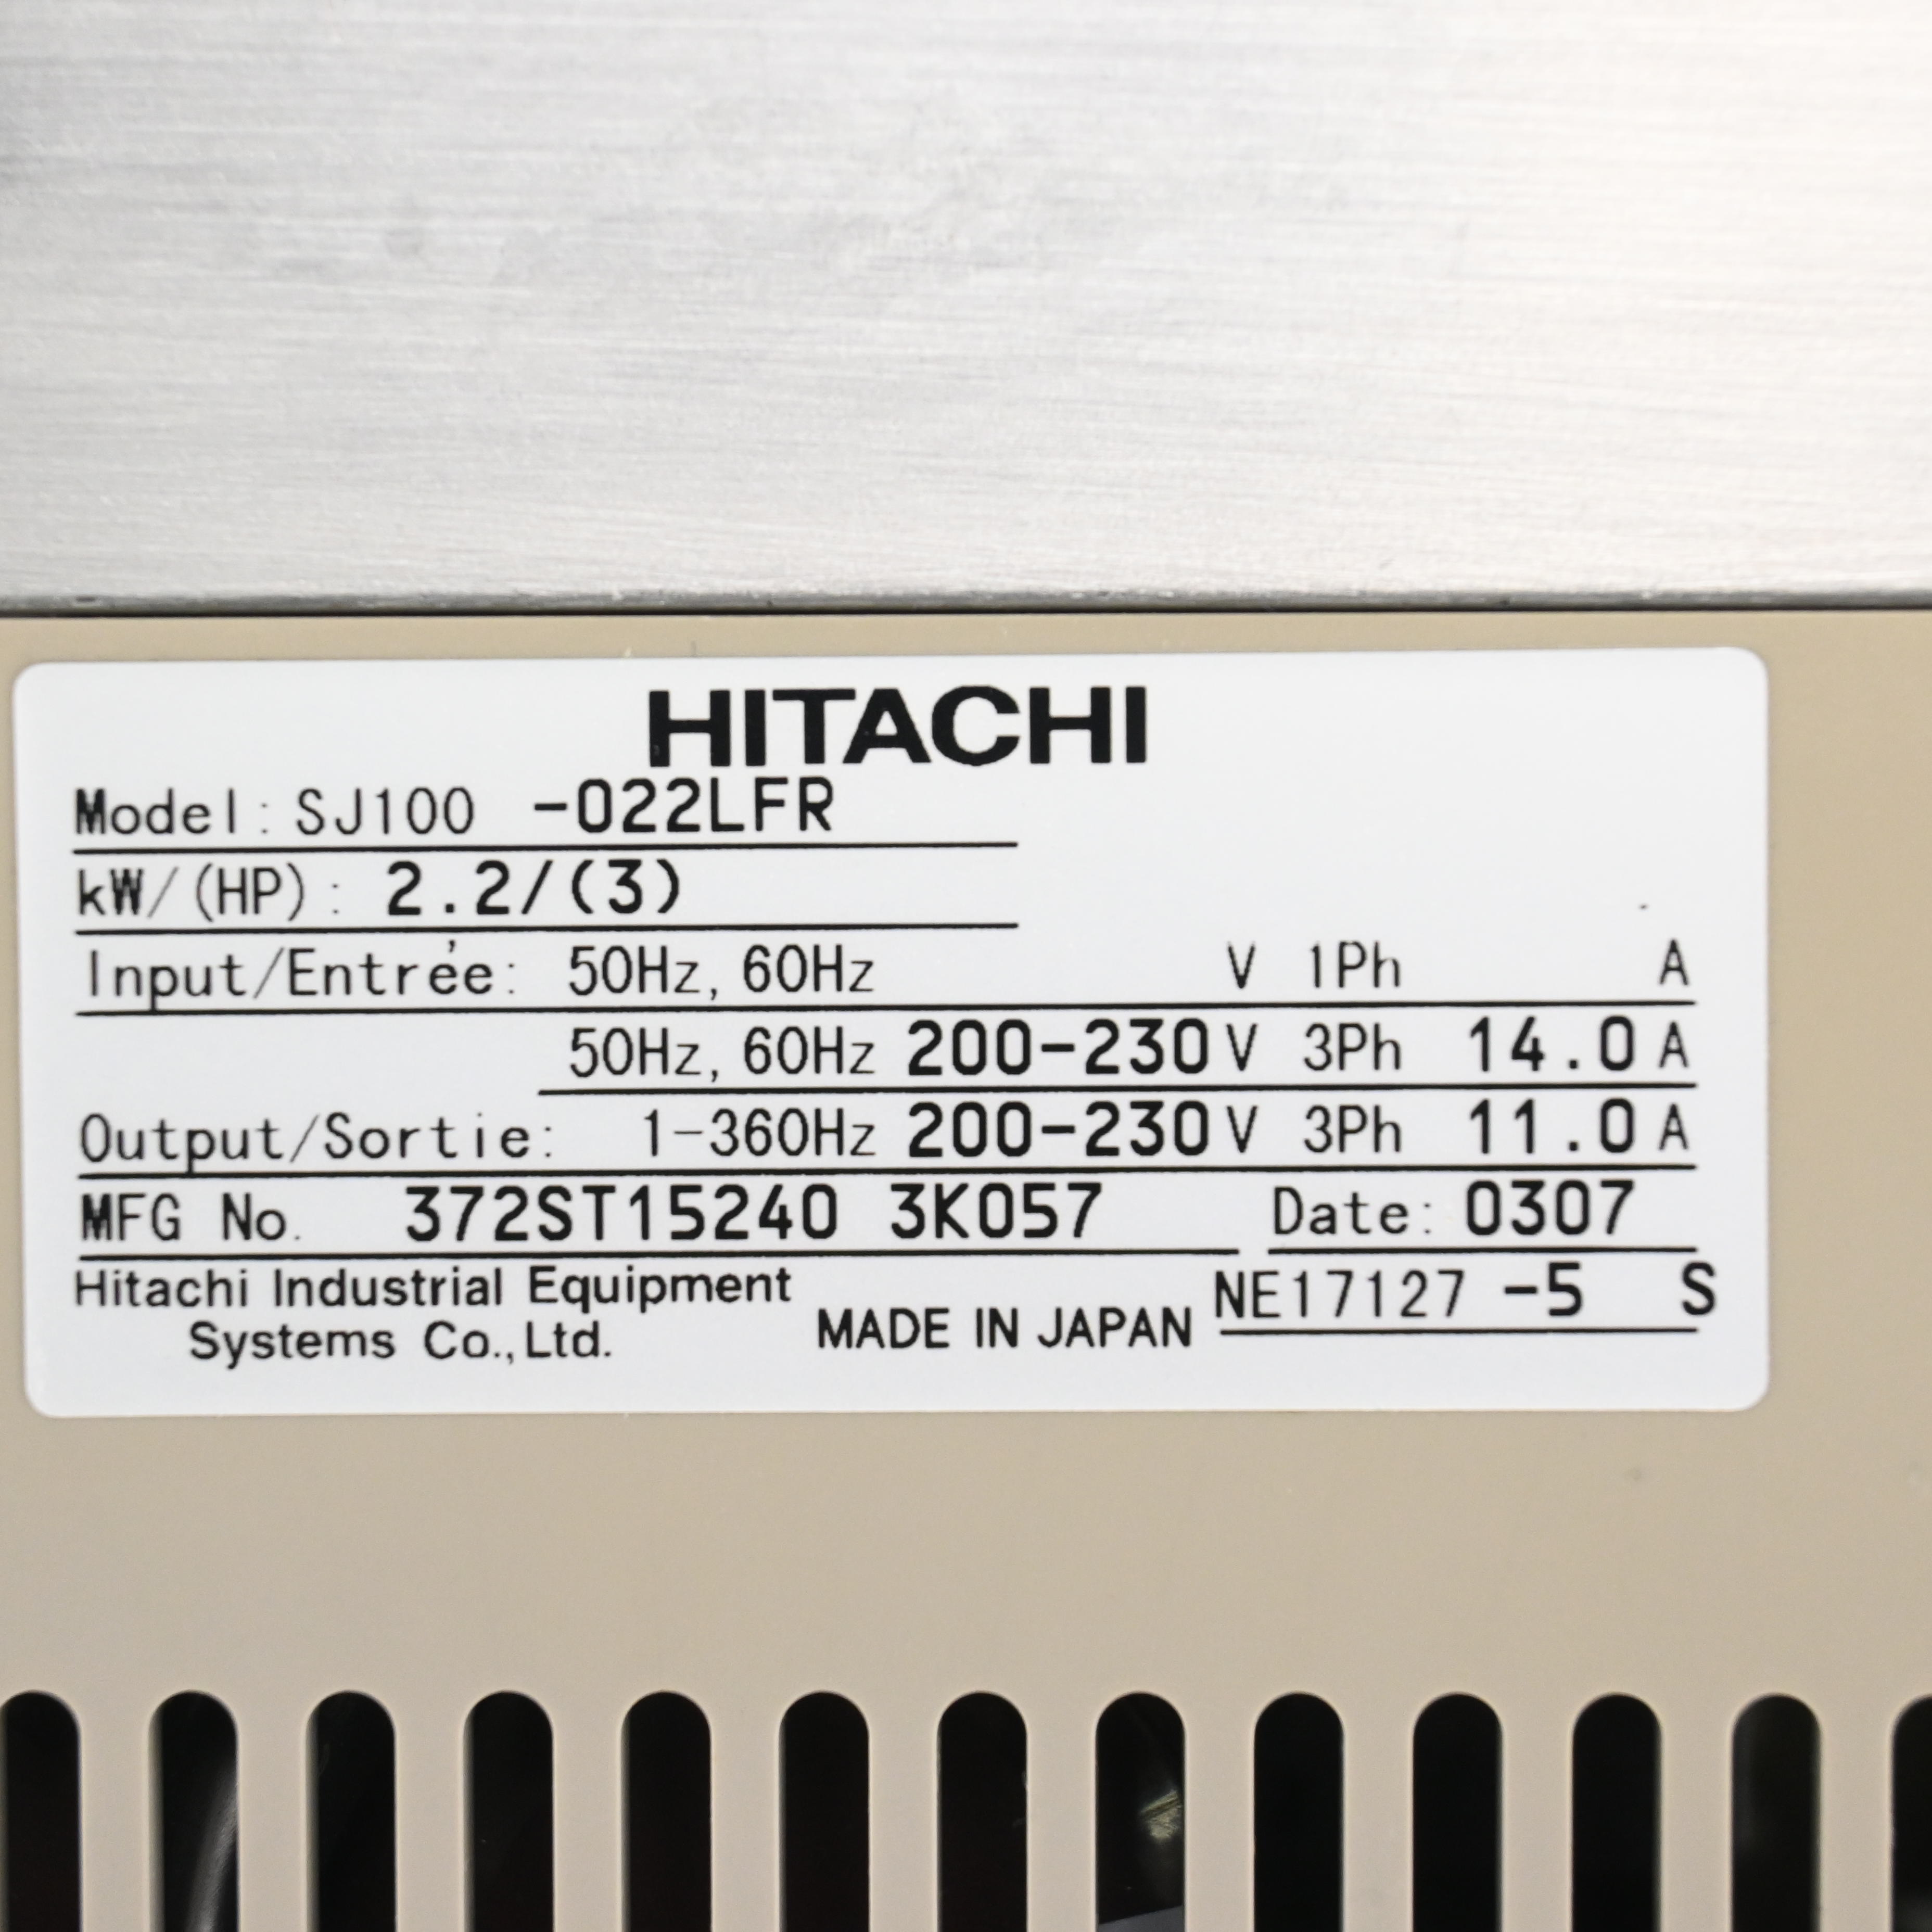 HITACHI
Model: SJ100 -022LFR
kW/(HP): 2.2/(3)
Input/Entrée: 50Hz, 60Hz V 1Ph A
50Hz, 60Hz 200-230 V 3Ph 14.0 A
Output/Sortie: 1-360Hz 200-230 V 3Ph 11.0 A
MFG No. 372ST15240 3K057 Date: 0307
Hitachi Industrial Equipment
Systems Co., Ltd. MADE IN JAPAN NE17127 -5 S